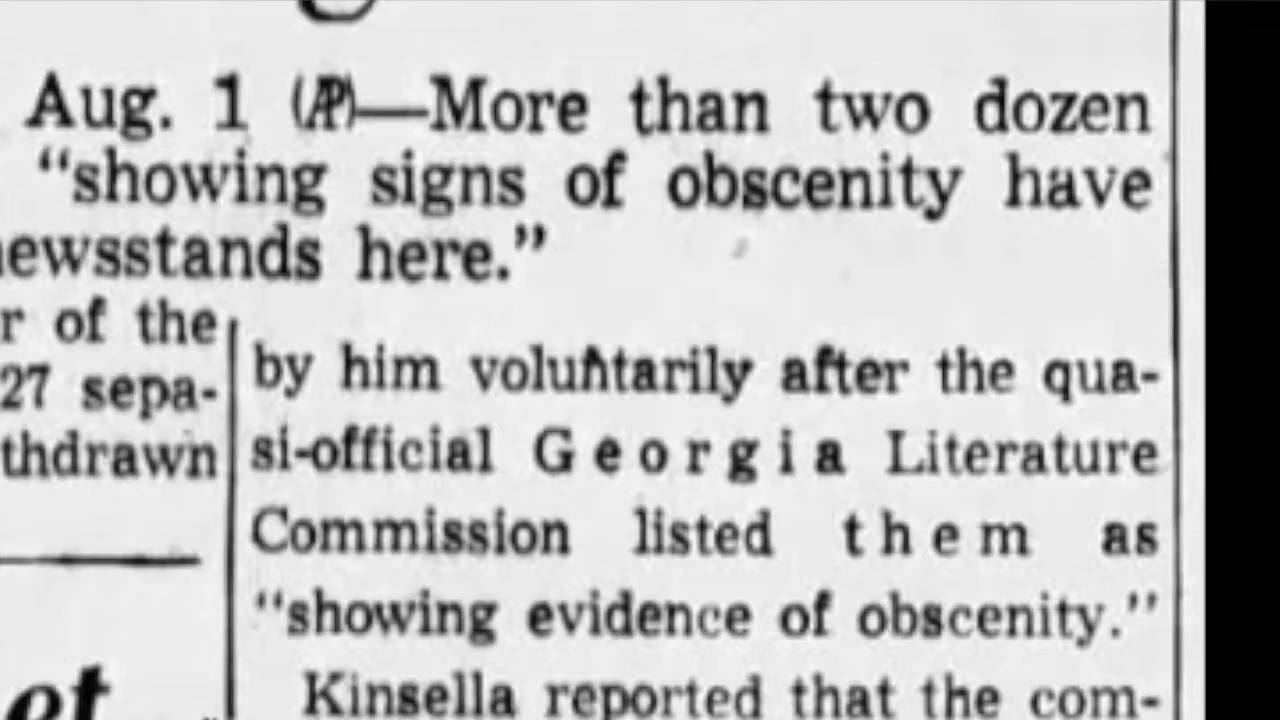 Aug. 1 (AP)—More than two dozen
“showing signs of obscenity have
newsstands here.”
r of the
27 sepa-
thdrawn
by him voluntarily after the qua-
si-official Georgia Literature
Commission listed them as
“showing evidence of obscenity.”
Kinsella reported that the com-
et